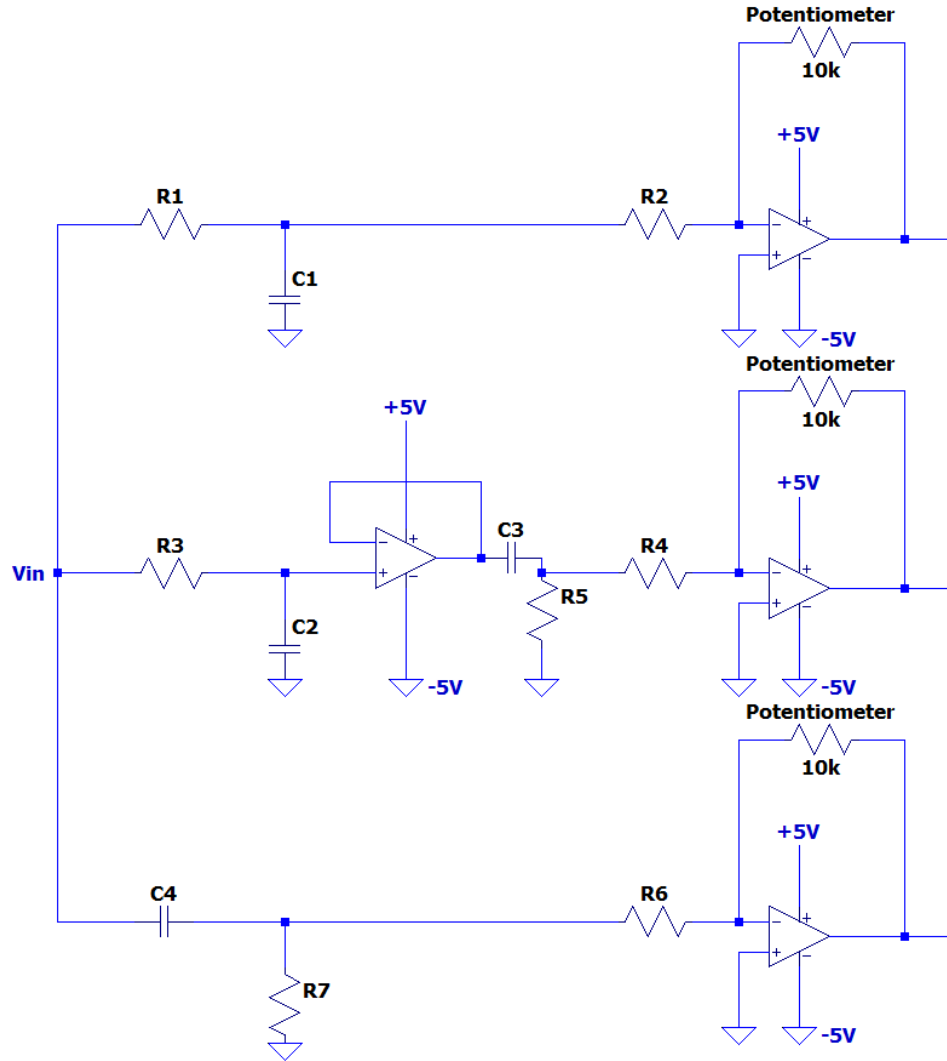 Potentiometer
10k
+5V
R1
R2
C1
-5V
Potentiometer
10k
+5V
+5V
C3
R3
R4
Vin
R5
C2
-5V
-5V
Potentiometer
10k
+5V
C4
R6
R7
-5V